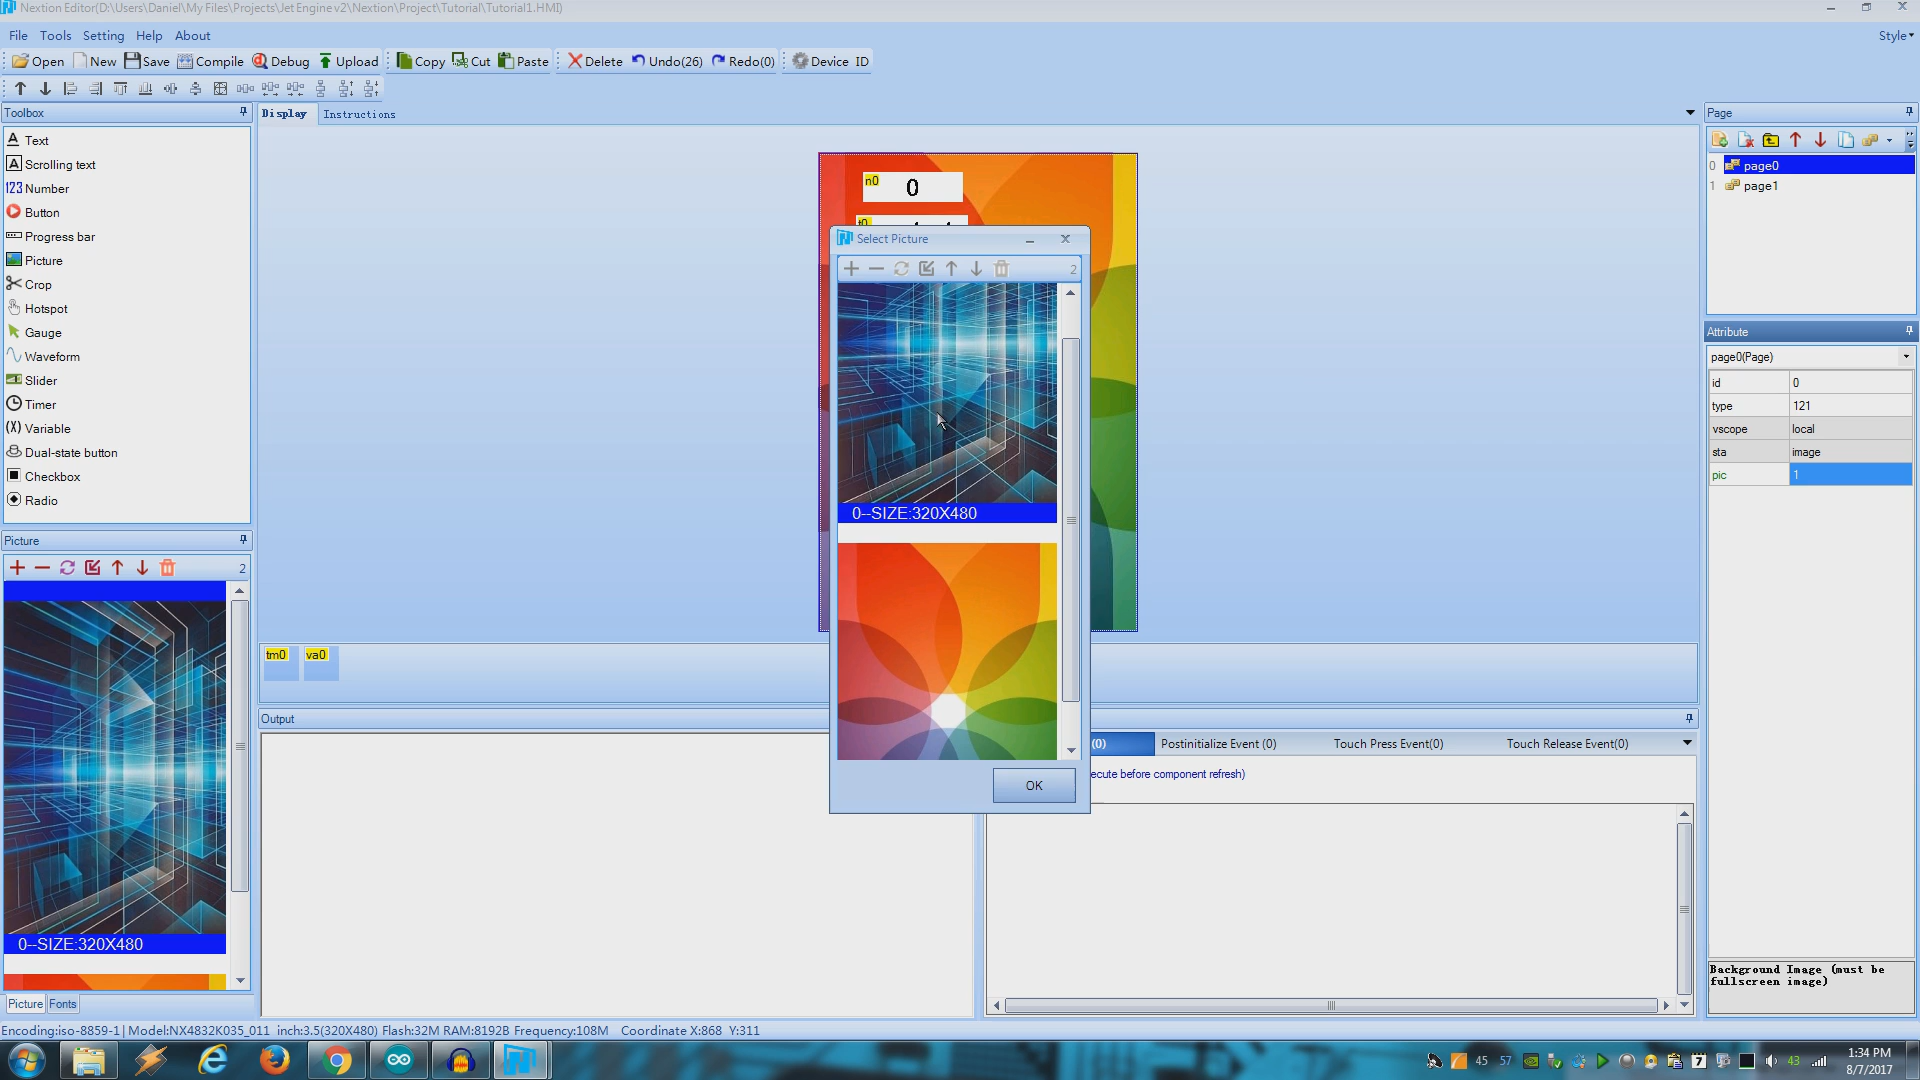 Nextion Editor(D:\Users\Daniel\My Files\Projects\Jet Engine v2\Nextion\Project\Tutorial\Tutorial1.HMI)
File Tools Setting Help About
Style
Open New Save Compile Debug Upload Copy Cut Paste Delete Undo(26) Redo(0) Device ID
Toolbox
Text
Scrolling text
123 Number
Button
Progress bar
Picture
Crop
Hotspot
Gauge
Waveform
Slider
Timer
(X) Variable
Dual-state button
Checkbox
Radio
Picture
2
0--SIZE:320X480
Picture Fonts
Display Instructions
n0 0
t0
Select Picture
2
0--SIZE:320X480
OK
tm0 va0
Output
(0) Postinitialize Event (0) Touch Press Event(0) Touch Release Event(0)
ecute before component refresh)
Page
0 page0
1 page1
Attribute
page0(Page)
id 0
type 121
vscope local
sta image
pic 1
Background Image (must be
fullscreen image)
Encoding:iso-8859-1 | Model:NX4832K035_011 inch:3.5(320X480) Flash:32M RAM:8192B Frequency:108M Coordinate X:868 Y:311
45 57 7 43
1:34 PM
8/7/2017